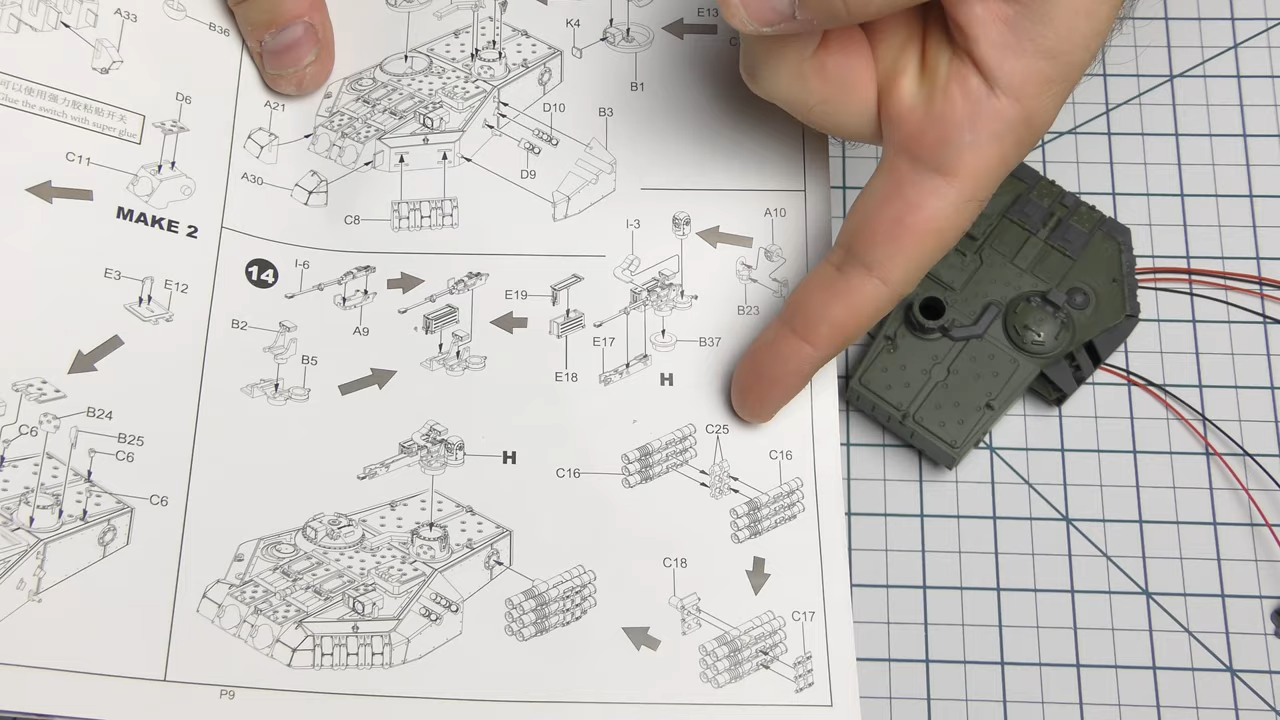 A33
B36
可以使用强力胶粘贴开关
Glue the switch with super glue
D6
C11
MAKE 2
E3
E12
C6
B24
B25
C6
C6
K4
E13
B1
A21
D10
B3
A30
D9
C8
14
I-6
A9
B2
B5
E19
E18
I-3
A10
B23
E17
B37
H
H
C25
C16
C16
C18
C17
P9